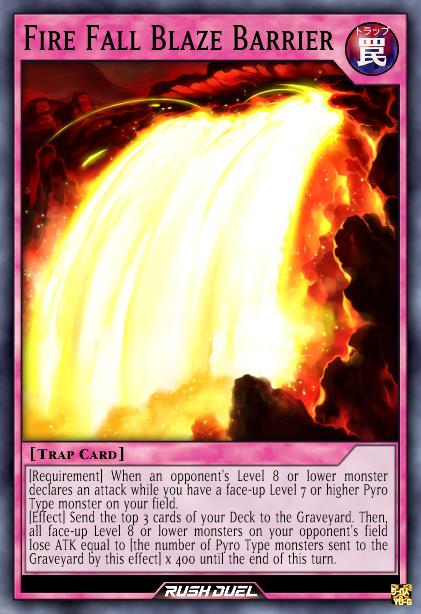 Fire Fall Blaze Barrier
トラップ
罠
[Trap Card]
[Requirement] When an opponent's Level 8 or lower monster
declares an attack while you have a face-up Level 7 or higher Pyro
Type monster on your field.
[Effect] Send the top 3 cards of your Deck to the Graveyard. Then,
all face-up Level 8 or lower monsters on your opponent's field
lose ATK equal to [the number of Pyro Type monsters sent to the
Graveyard by this effect] x 400 until the end of this turn.
RUSH DUEL